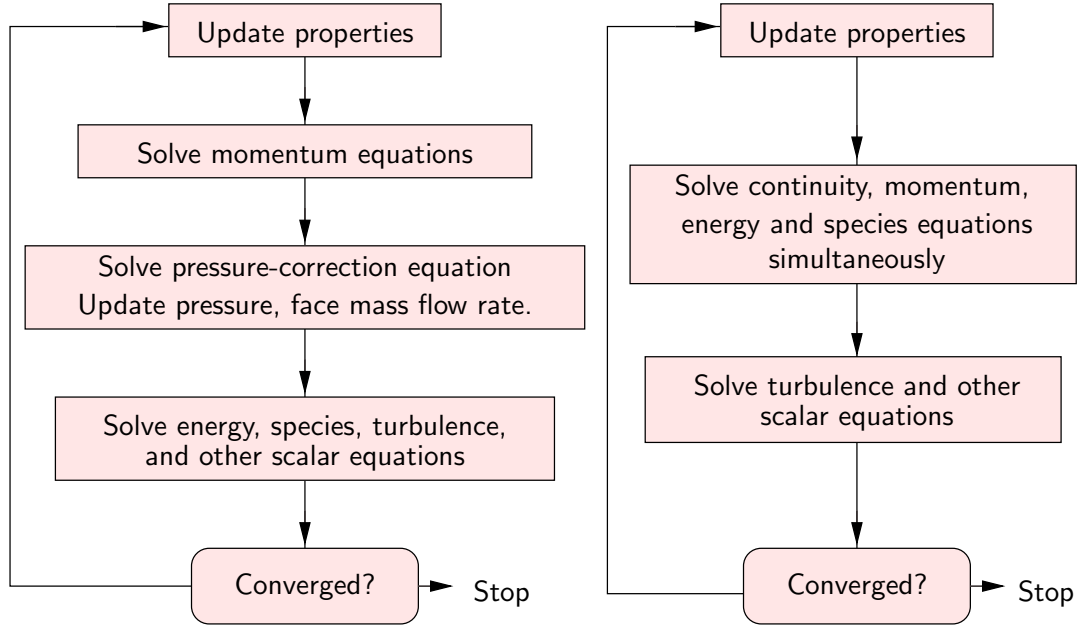 Update properties
Solve momentum equations
Solve pressure-correction equation
Update pressure, face mass flow rate.
Solve energy, species, turbulence,
and other scalar equations
Converged?
Stop
Update properties
Solve continuity, momentum,
energy and species equations
simultaneously
Solve turbulence and other
scalar equations
Converged?
Stop